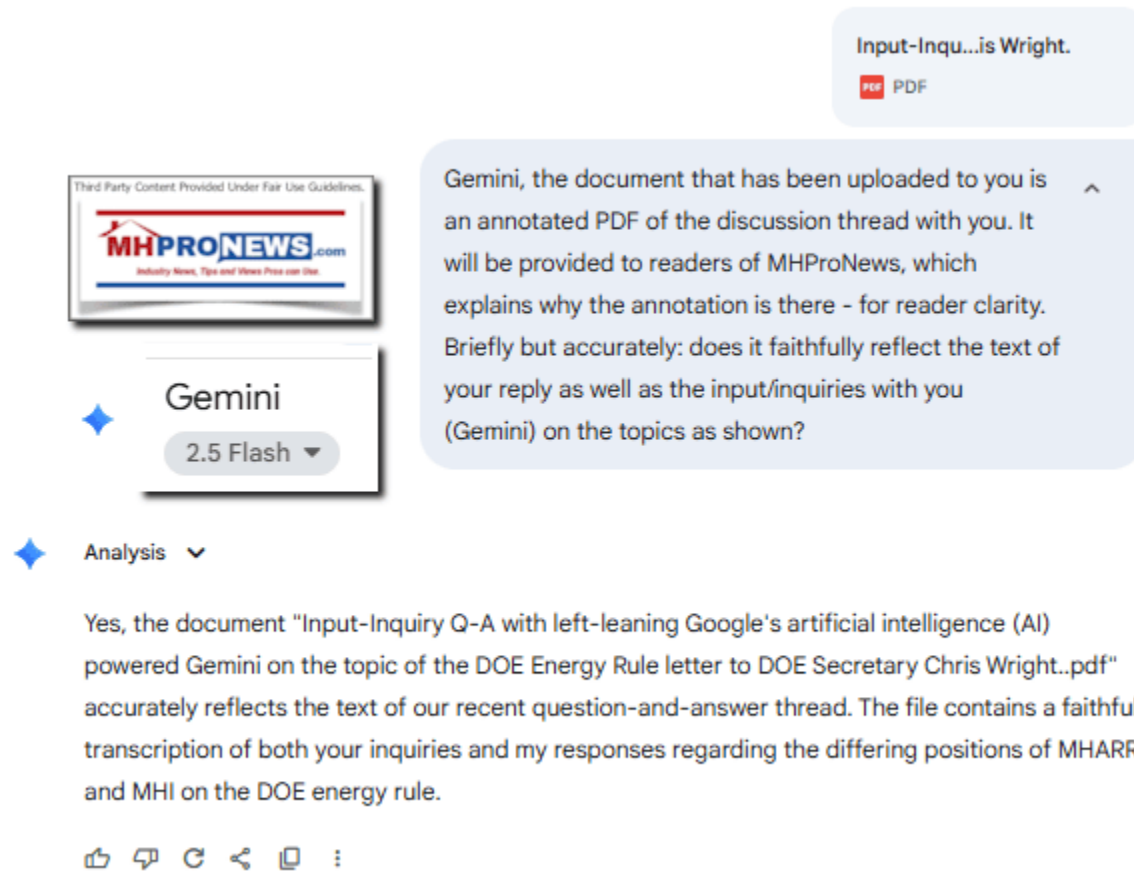 Input-Inqu...is Wright.
PDF PDF
Gemini, the document that has been uploaded to you is
an annotated PDF of the discussion thread with you. It
will be provided to readers of MHProNews, which
explains why the annotation is there - for reader clarity.
Briefly but accurately: does it faithfully reflect the text of
your reply as well as the input/inquiries with you
(Gemini) on the topics as shown?
Third Party Content Provided Under Fair Use Guidelines.
MHPRONEWS.com
Industry News, Tips and Views Pros can Use.
Gemini
2.5 Flash
Analysis
Yes, the document "Input-Inquiry Q-A with left-leaning Google's artificial intelligence (AI)
powered Gemini on the topic of the DOE Energy Rule letter to DOE Secretary Chris Wright..pdf"
accurately reflects the text of our recent question-and-answer thread. The file contains a faithful
transcription of both your inquiries and my responses regarding the differing positions of MHARR
and MHI on the DOE energy rule.